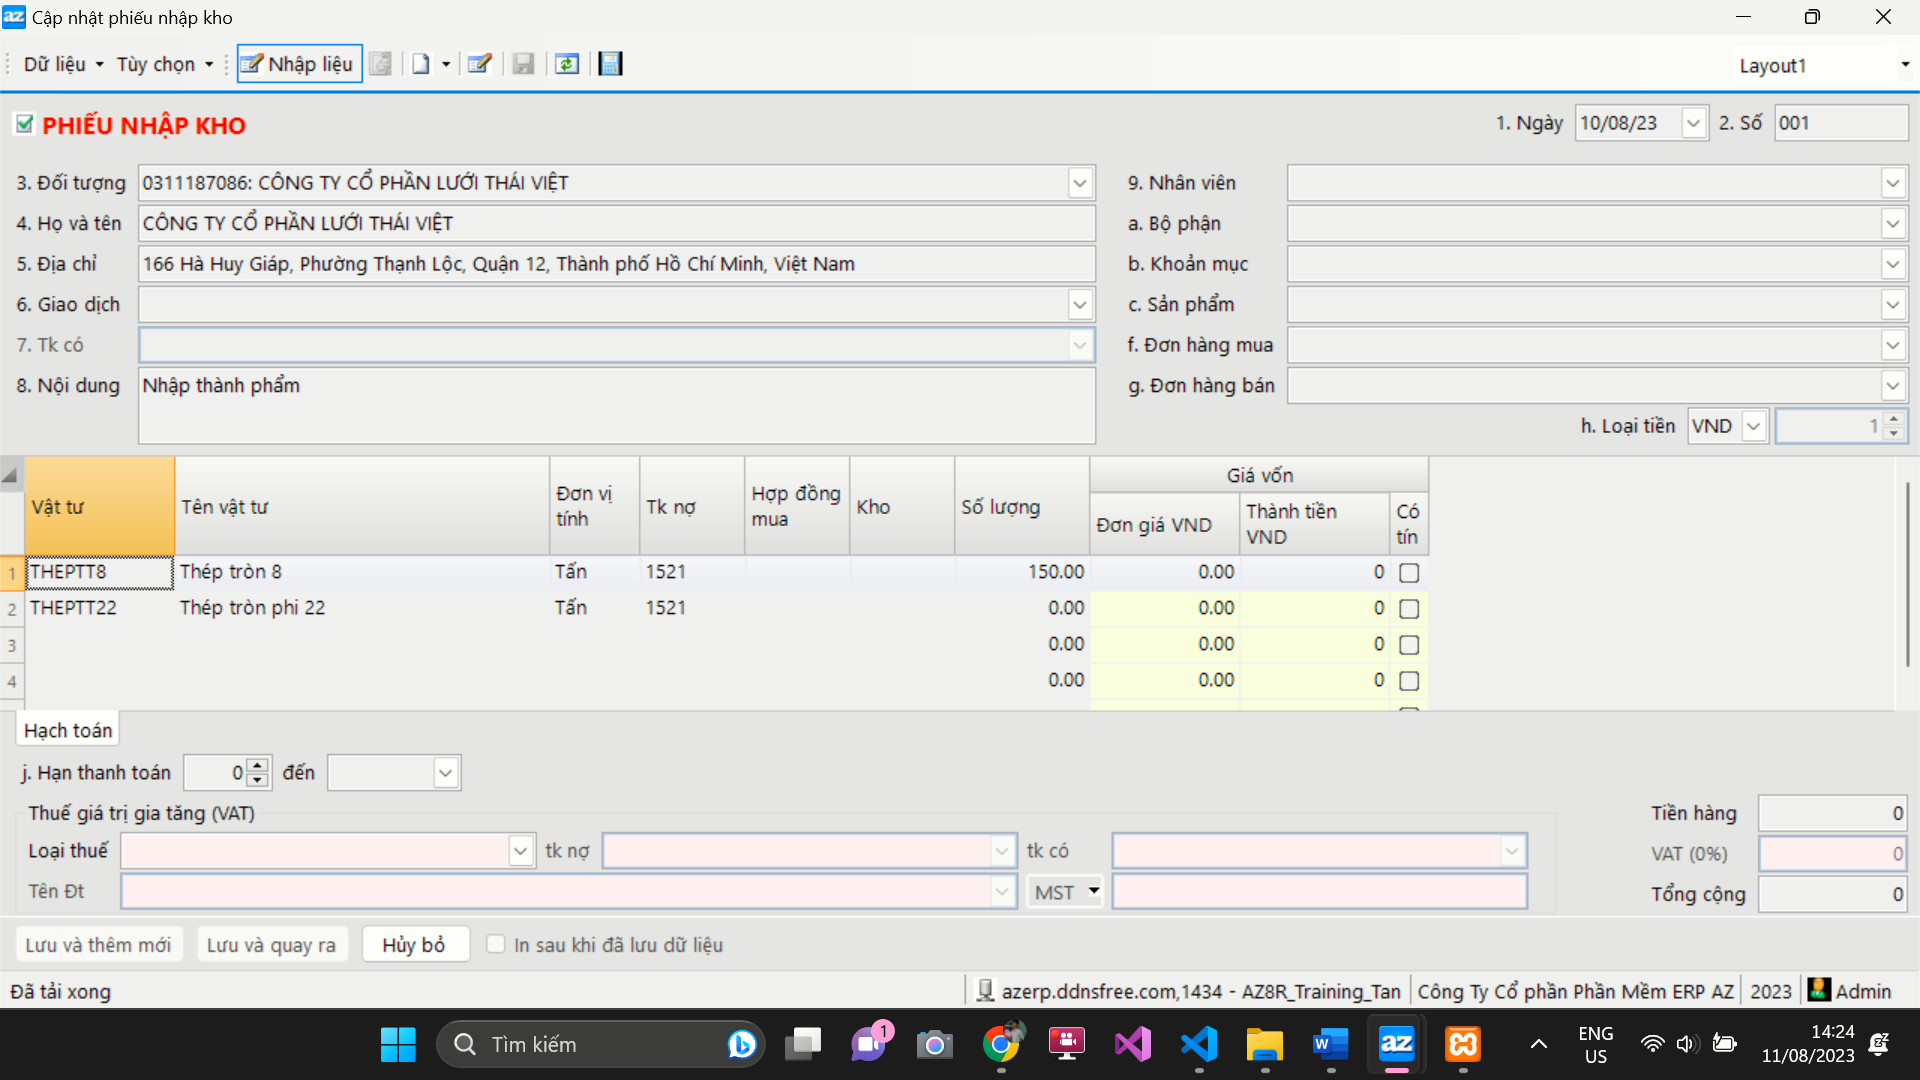 az Cập nhật phiếu nhập kho
Dữ liệu Tùy chọn Nhập liệu Layout1
PHIẾU NHẬP KHO 1. Ngày 10/08/23 2. Số 001
3. Đối tượng 0311187086: CÔNG TY CỔ PHẦN LƯỚI THÁI VIỆT 9. Nhân viên
4. Họ và tên CÔNG TY CỔ PHẦN LƯỚI THÁI VIỆT a. Bộ phận
5. Địa chỉ 166 Hà Huy Giáp, Phường Thạnh Lộc, Quận 12, Thành phố Hồ Chí Minh, Việt Nam b. Khoản mục
6. Giao dịch c. Sản phẩm
7. Tk có f. Đơn hàng mua
8. Nội dung Nhập thành phẩm g. Đơn hàng bán
h. Loại tiền VND 1
Giá vốn
Vật tư Tên vật tư Đơn vị tính Tk nợ Hợp đồng mua Kho Số lượng Đơn giá VND Thành tiền VND Có tín
1 THEPTT8 Thép tròn 8 Tấn 1521 150.00 0.00 0
2 THEPTT22 Thép tròn phi 22 Tấn 1521 0.00 0.00 0
3 0.00 0.00 0
4 0.00 0.00 0
Hạch toán
j. Hạn thanh toán 0 đến
Thuế giá trị gia tăng (VAT) Tiền hàng 0
Loại thuế tk nợ tk có VAT (0%) 0
Tên Đt MST Tổng cộng 0
Lưu và thêm mới Lưu và quay ra Hủy bỏ In sau khi đã lưu dữ liệu
Đã tải xong azerp.ddnsfree.com,1434 - AZ8R_Training_Tan Công Ty Cổ phần Phần Mềm ERP AZ 2023 Admin
Tìm kiếm 1 W az ENG US 14:24 11/08/2023